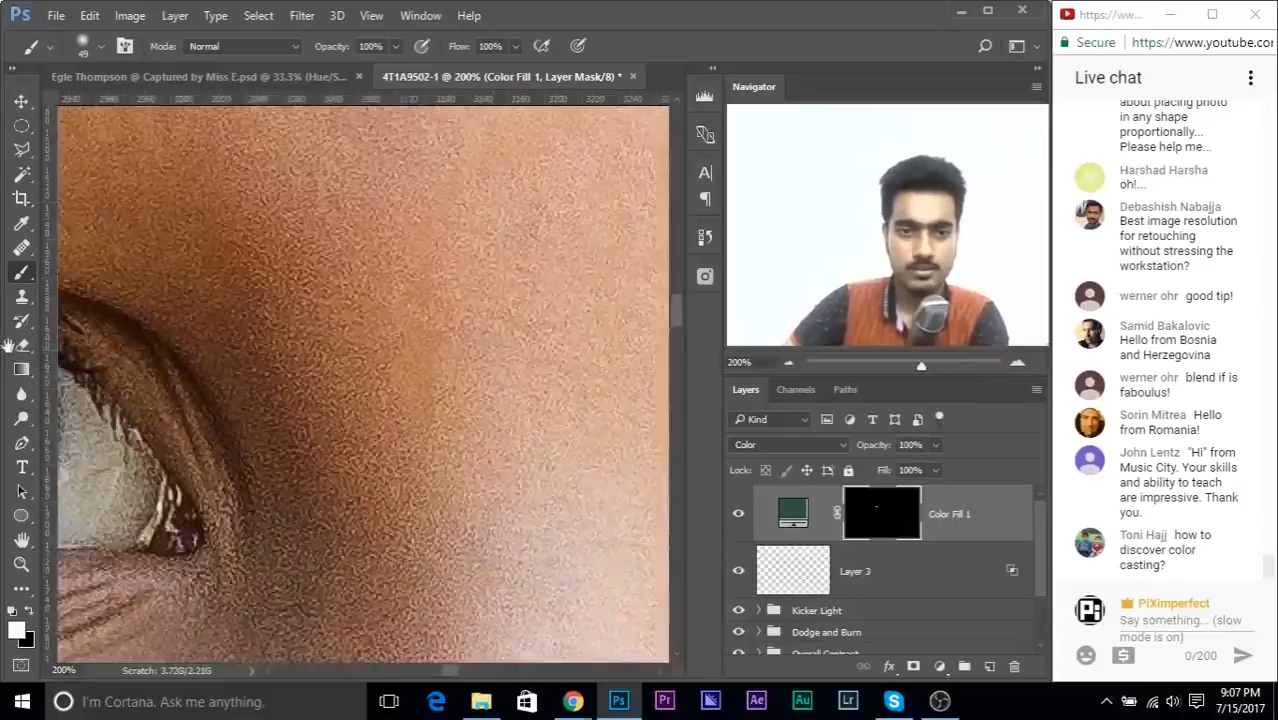 Ps File Edit Image Layer Type Select Filter 3D View Window Help
49 Mode: Normal Opacity: 100% Flow: 100%
Egle Thompson @ Captured by Miss E.psd @ 33.3% (Hue/S... × 4T1A9502-1 @ 200% (Color Fill 1, Layer Mask/8) * ×
Navigator
200%
Layers Channels Paths
Kind
Color Opacity: 100%
Lock: Fill: 100%
Color Fill 1
Layer 3
Kicker Light
Dodge and Burn
Overall Contrast
200% Scratch: 3.72G/2.21G
https://ww...
Secure https://www.youtube.cor
Live chat
about placing photo
in any shape
proportionally...
Please help me...
Harshad Harsha
oh!...
Debashish Nabajja
Best image resolution
for retouching
without stressing the
workstation?
werner ohr good tip!
Samid Bakalovic
Hello from Bosnia
and Herzegovina
werner ohr blend if is
faboulus!
Sorin Mitrea Hello
from Romania!
John Lentz "Hi" from
Music City. Your skills
and ability to teach
are impressive. Thank
you.
Toni Hajj how to
discover color
casting?
PiXimperfect
Say something... (slow
mode is on)
0/200
I'm Cortana. Ask me anything.
Ps Pr Ae Au Lr
9:07 PM
7/15/2017